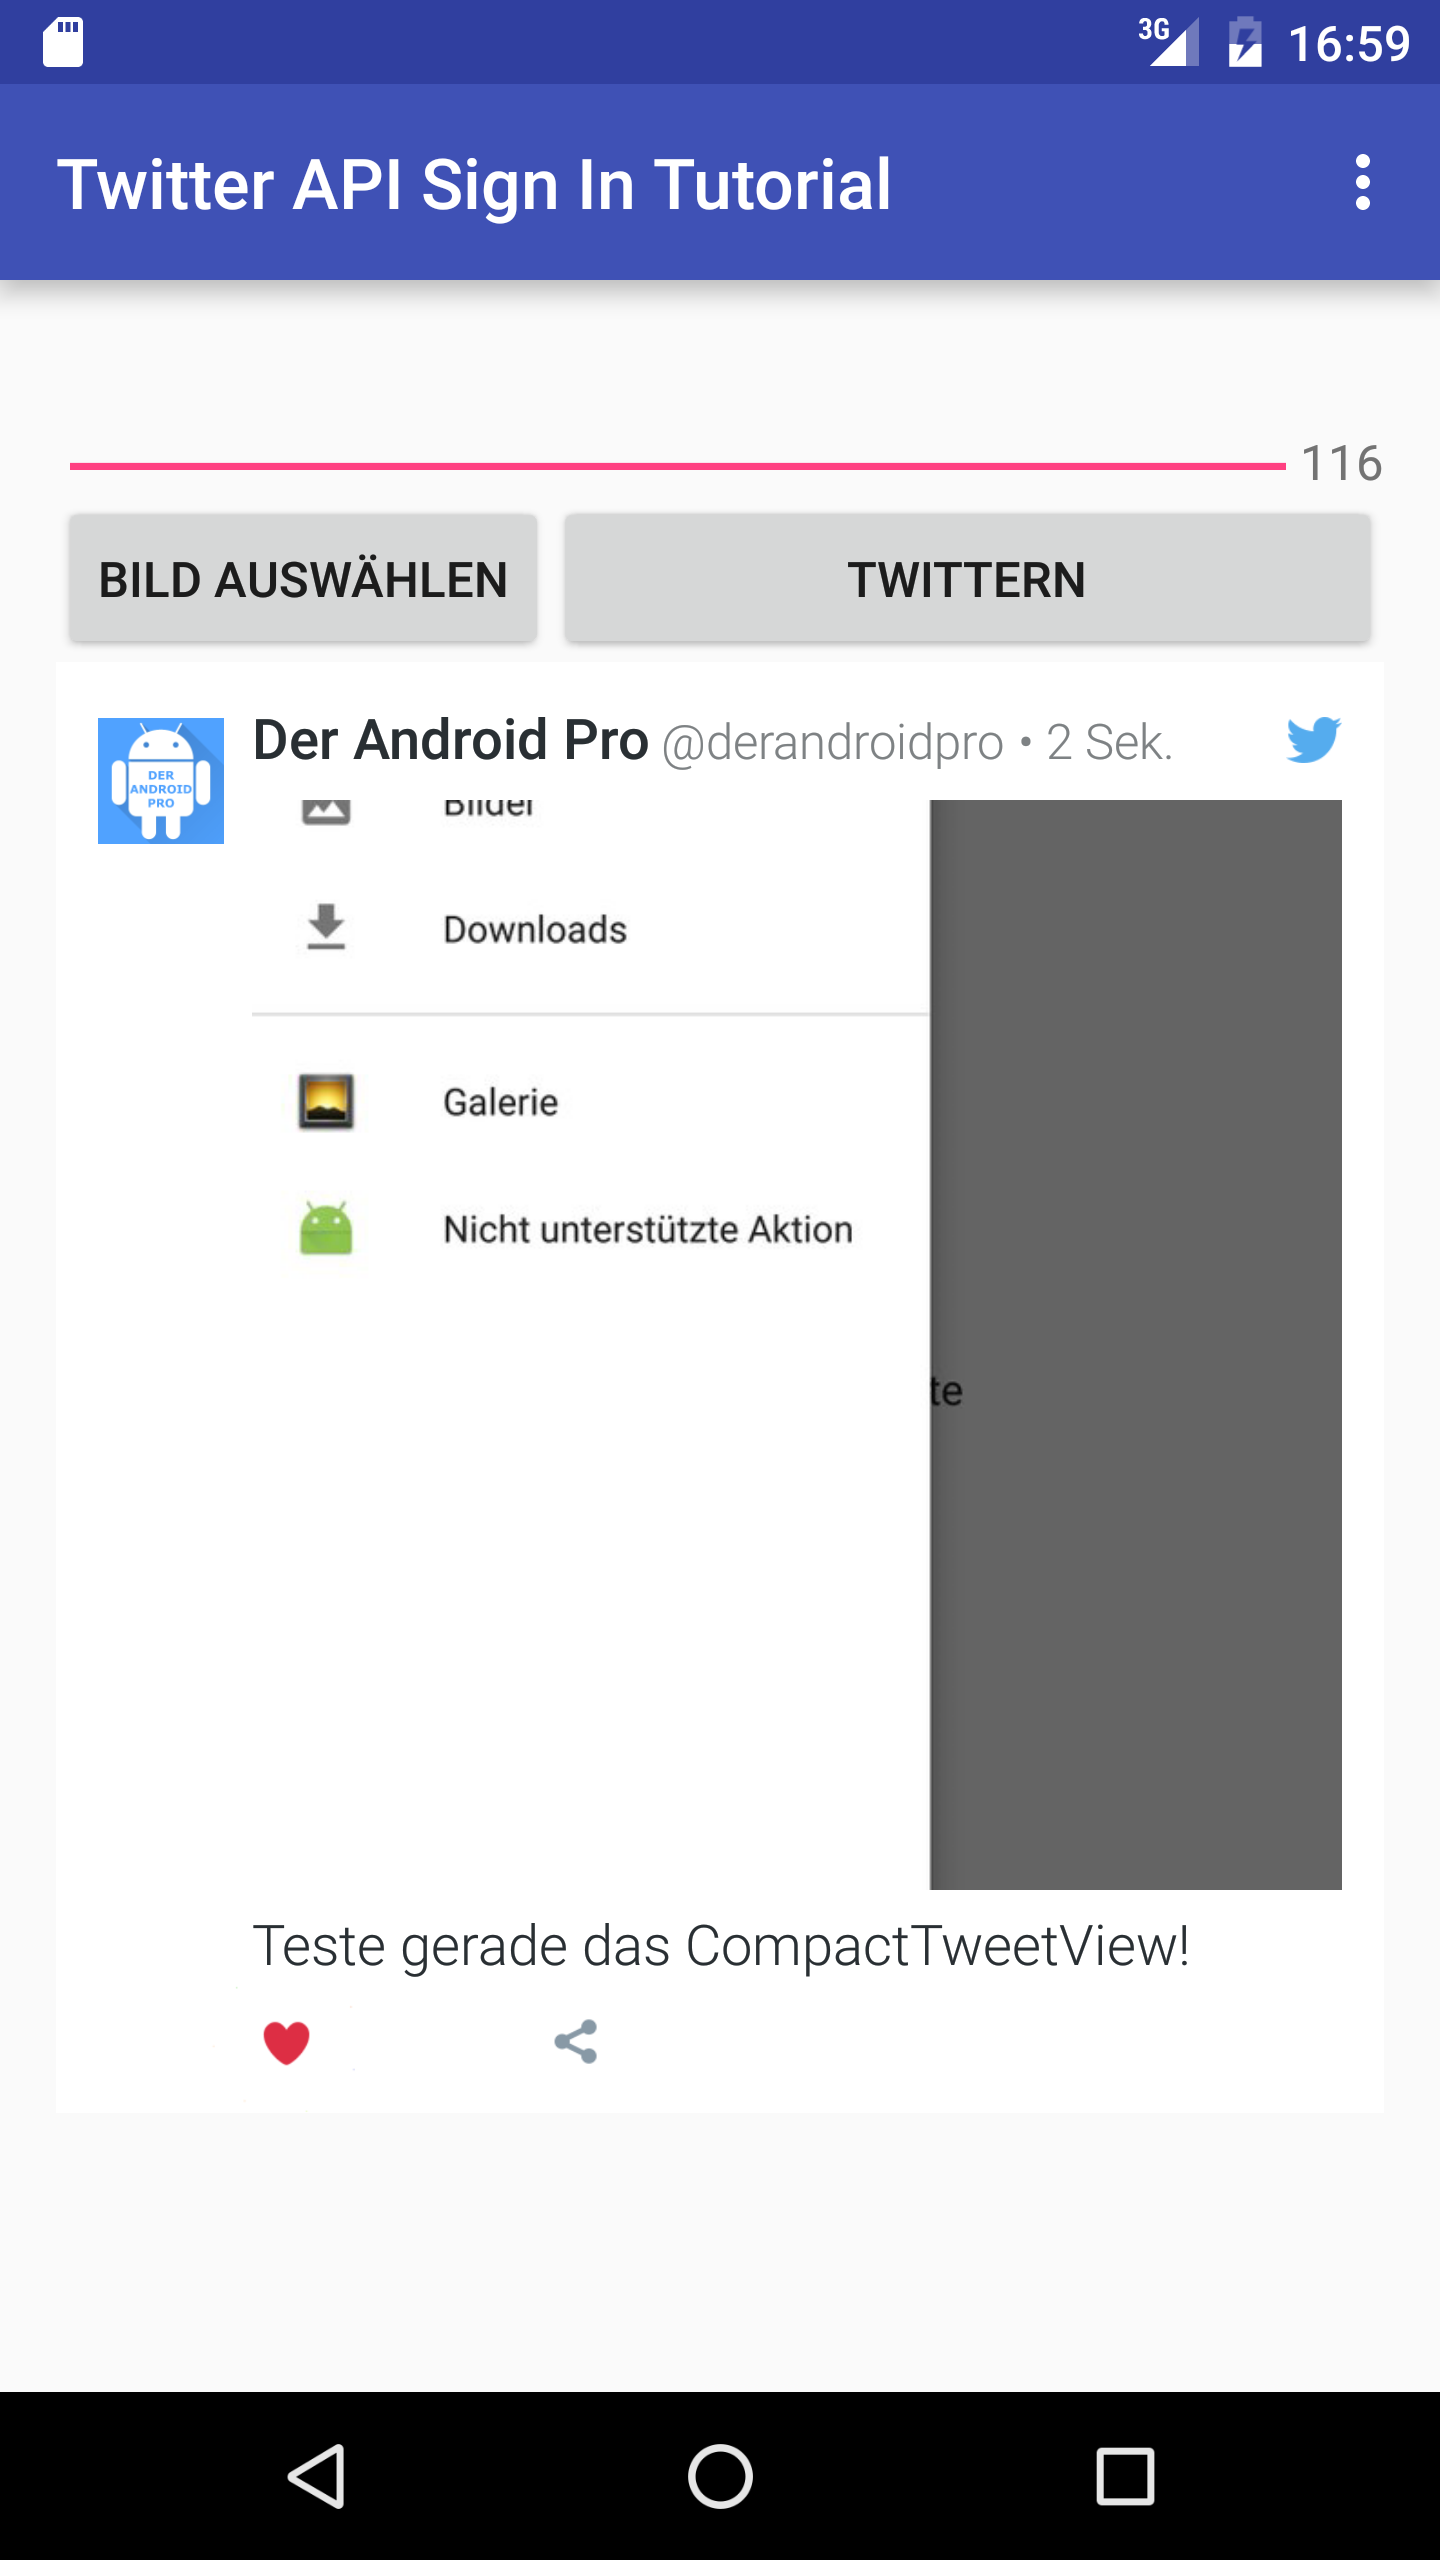 3G 16:59
Twitter API Sign In Tutorial
116
BILD AUSWÄHLEN TWITTERN
Der Android Pro @derandroidpro • 2 Sek.
DER
ANDROID
PRO
Bilder
Downloads
Galerie
Nicht unterstützte Aktion
te
Teste gerade das CompactTweetView!